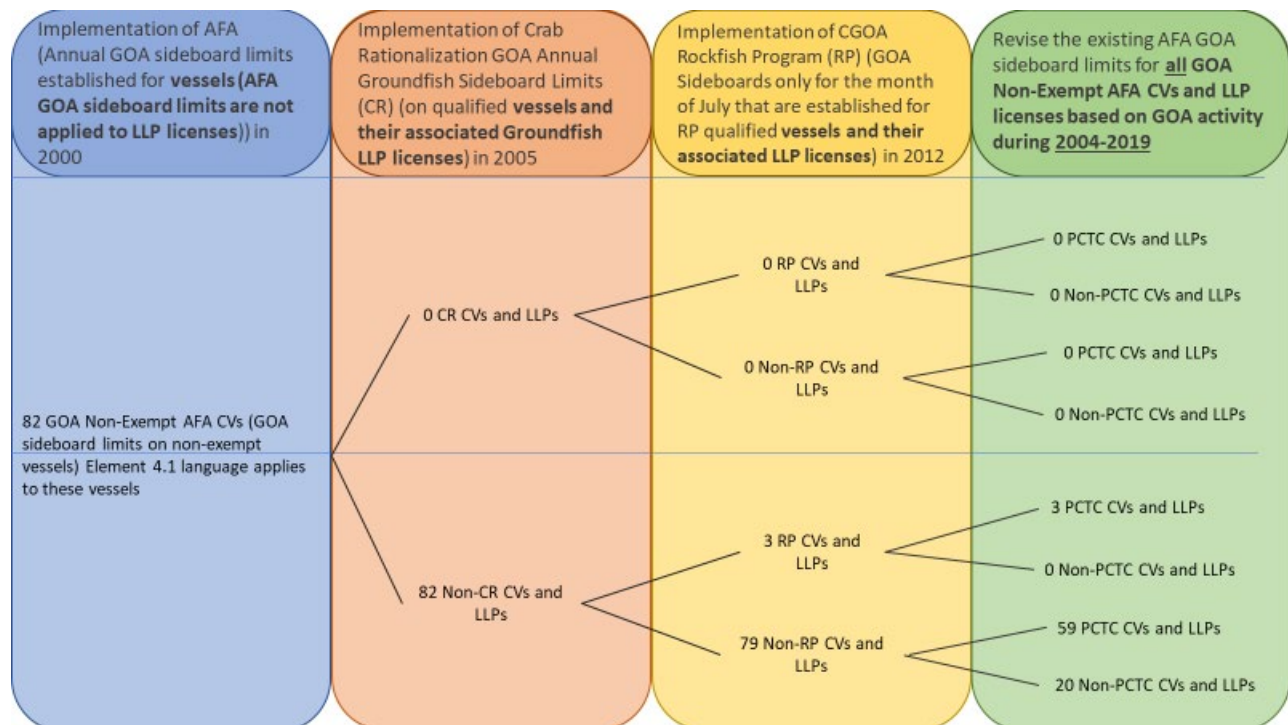 Implementation of AFA
(Annual GOA sideboard limits
established for vessels (AFA
GOA sideboard limits are not
applied to LLP licenses)) in
2000
Implementation of Crab
Rationalization GOA Annual
Groundfish Sideboard Limits
(CR) (on qualified vessels and
their associated Groundfish
LLP licenses) in 2005
Implementation of CGOA
Rockfish Program (RP) (GOA
Sideboards only for the month
of July that are established for
RP qualified vessels and their
associated LLP licenses) in 2012
Revise the existing AFA GOA
sideboard limits for all GOA
Non-Exempt AFA CVs and LLP
licenses based on GOA activity
during 2004-2019
82 GOA Non-Exempt AFA CVs (GOA
sideboard limits on non-exempt
vessels) Element 4.1 language applies
to these vessels
0 CR CVs and LLPs
82 Non-CR CVs and
LLPs
0 RP CVs and
LLPs
0 Non-RP CVs and
LLPs
3 RP CVs and
LLPs
79 Non-RP CVs and
LLPs
0 PCTC CVs and LLPs
0 Non-PCTC CVs and LLPs
0 PCTC CVs and LLPs
0 Non-PCTC CVs and LLPs
3 PCTC CVs and LLPs
0 Non-PCTC CVs and LLPs
59 PCTC CVs and LLPs
20 Non-PCTC CVs and LLPs